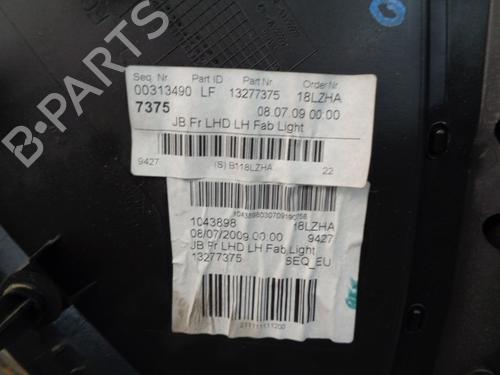 Seq. Nr. Part ID Part Nr Order Nr
00313490 LF 13277375 18LZHA
7375 08.07.09 00:00
JB Fr LHD LH Fab Light
9427 (S) B118LZHA 22
1043898 18LZHA
08/07/2009 00:00 9427
JB Fr LHD LH Fab Light
13277375 SEQ_EU
21111111200
B-PARTS